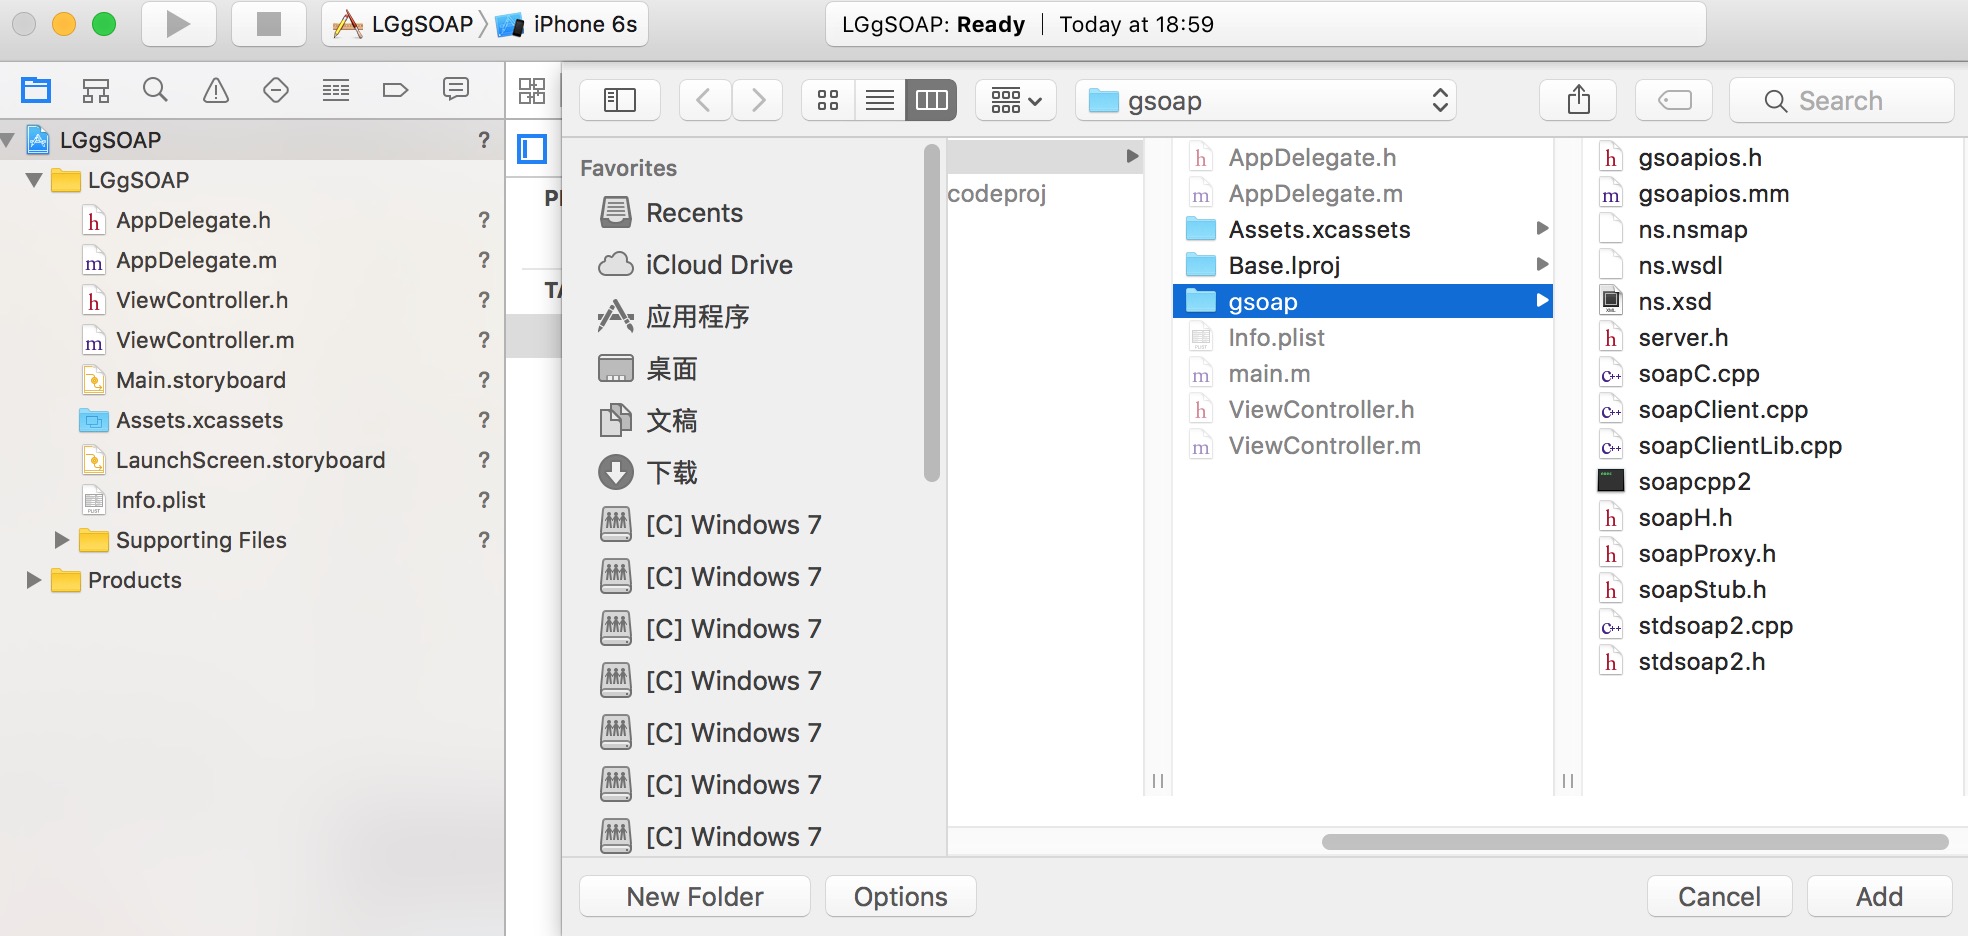 LGgSOAP 〉 iPhone 6s
LGgSOAP: Ready | Today at 18:59
gsoap
Search
LGgSOAP ?
LGgSOAP
AppDelegate.h ?
AppDelegate.m ?
ViewController.h ?
ViewController.m ?
Main.storyboard ?
Assets.xcassets ?
LaunchScreen.storyboard ?
Info.plist ?
Supporting Files ?
Products
Favorites
Recents
iCloud Drive
应用程序
桌面
文稿
下载
[C] Windows 7
[C] Windows 7
[C] Windows 7
[C] Windows 7
[C] Windows 7
[C] Windows 7
[C] Windows 7
codeproj
AppDelegate.h
AppDelegate.m
Assets.xcassets
Base.lproj
gsoap
Info.plist
main.m
ViewController.h
ViewController.m
gsoapios.h
gsoapios.mm
ns.nsmap
ns.wsdl
ns.xsd
server.h
soapC.cpp
soapClient.cpp
soapClientLib.cpp
soapcpp2
soapH.h
soapProxy.h
soapStub.h
stdsoap2.cpp
stdsoap2.h
New Folder
Options
Cancel
Add